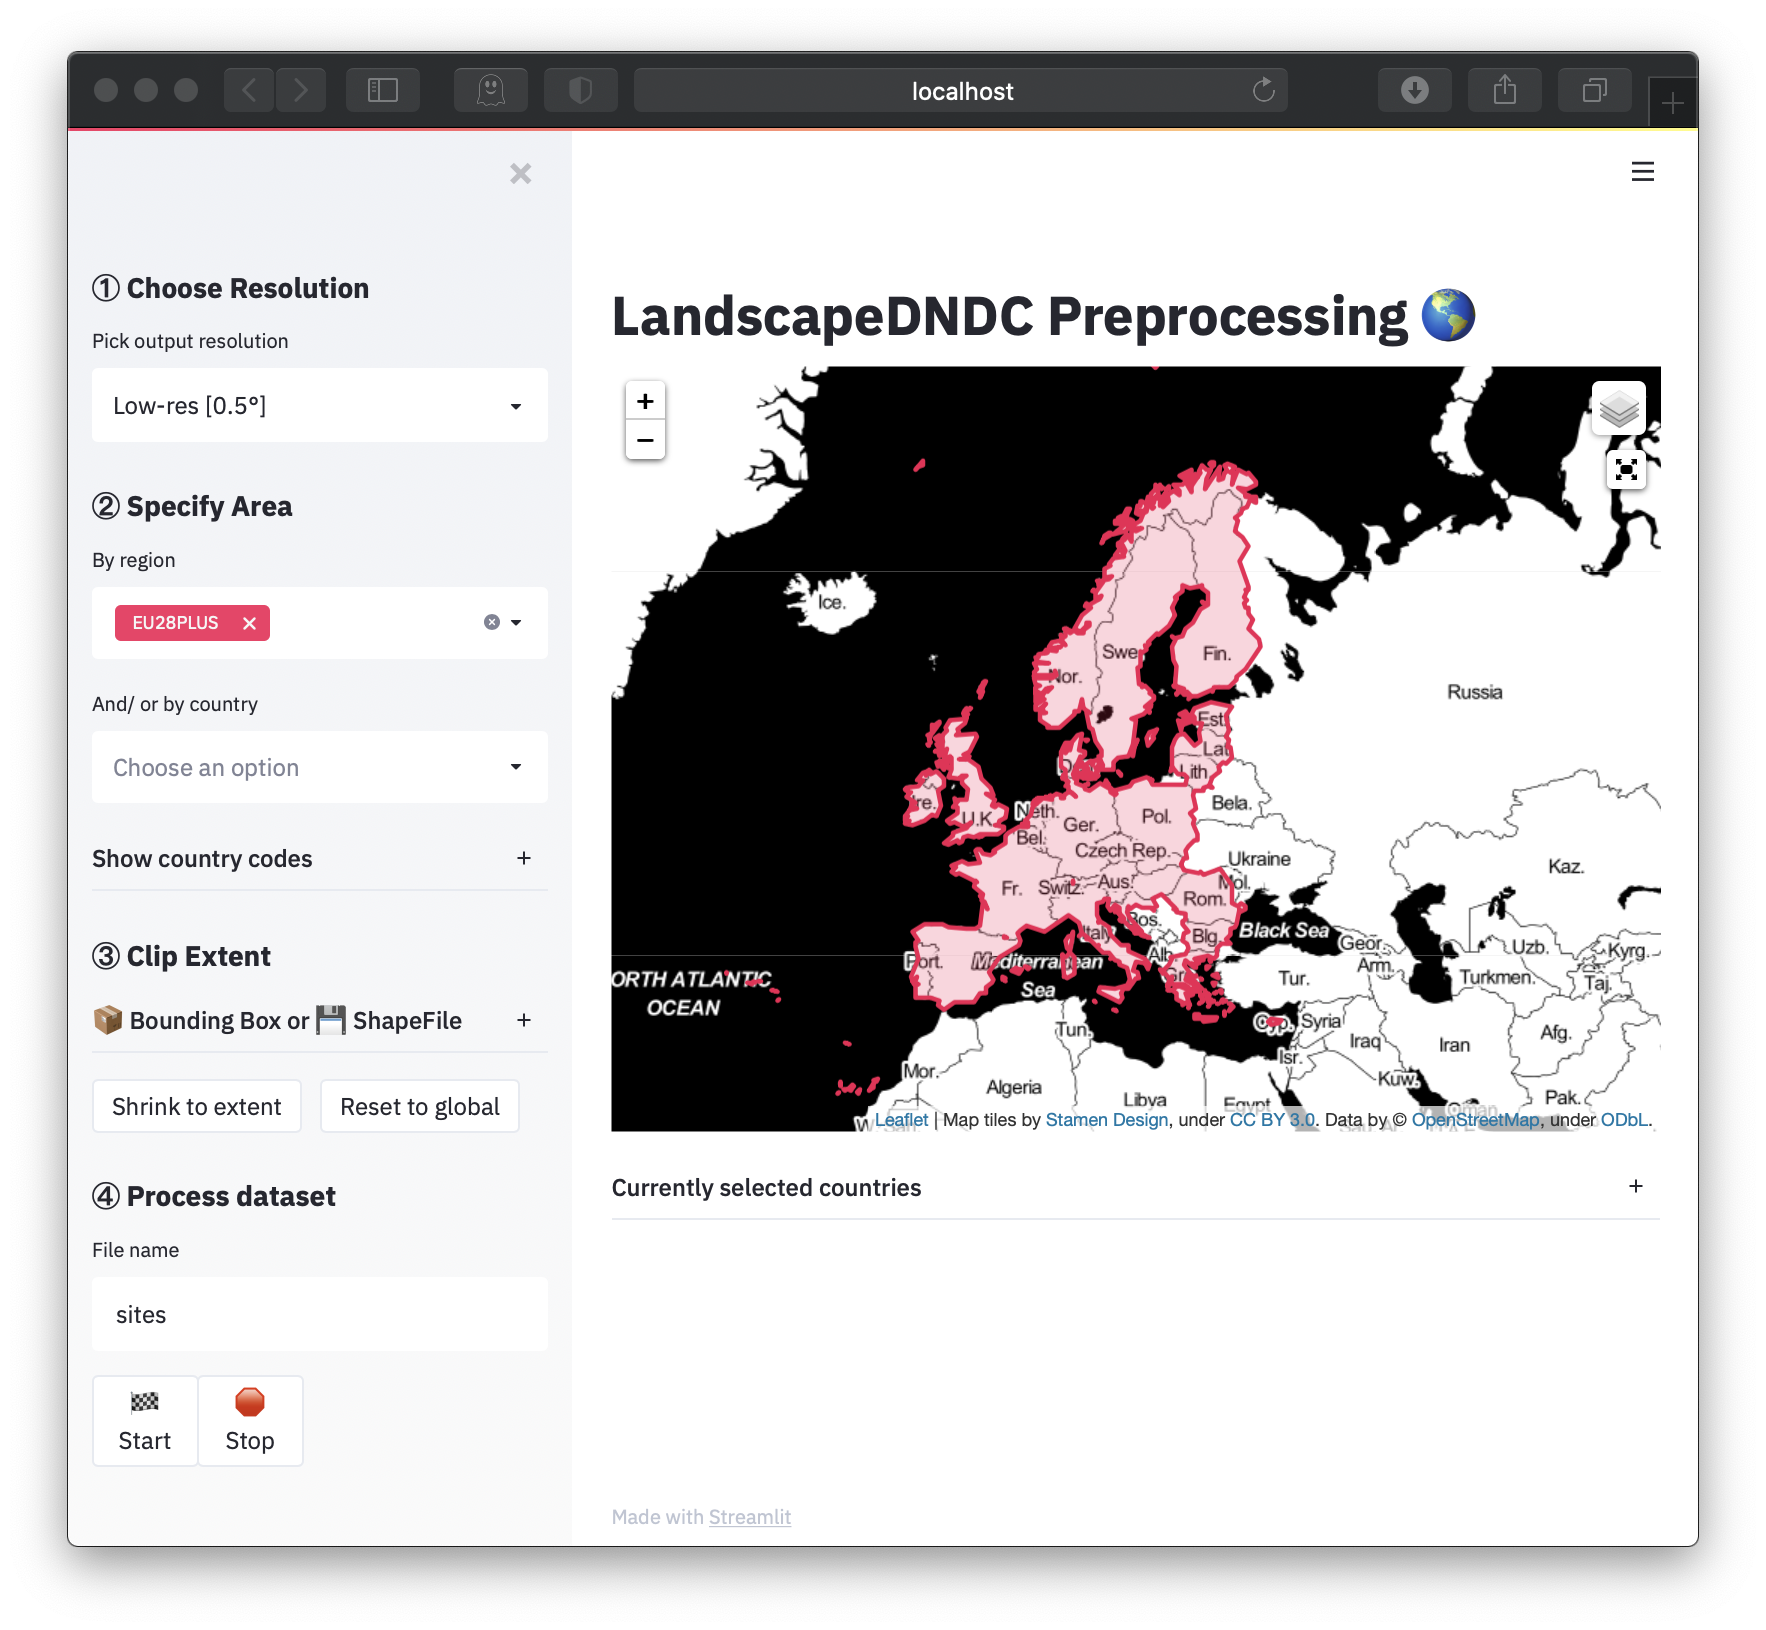 localhost
① Choose Resolution
Pick output resolution
Low-res [0.5°]
② Specify Area
By region
EU28PLUS
And/ or by country
Choose an option
Show country codes
③ Clip Extent
📦 Bounding Box or 💾 ShapeFile
Shrink to extent
Reset to global
④ Process dataset
File name
sites
Start
Stop
LandscapeDNDC Preprocessing 🌎
+
−
Ice.
Swe
Fin.
Nor.
Russia
Est.
Lat
Lith
Ire.
U.K.
Neth.
Bel.
Ger.
Pol.
Bela.
Czech Rep.
Ukraine
Kaz.
Fr.
Switz.
Aus.
Mol.
Rom.
Bos.
Italy
Blg.
Black Sea
Geor.
Uzb.
Kyrg.
Port.
Mediterranean
Sea
Alb.
Gr.
Tur.
Arm.
Turkmen.
Taj.
ORTH ATLANTIC
OCEAN
Tun.
Cyp.
Syria
Iraq
Isr.
Iran
Afg.
Mor.
Algeria
Libya
Egypt
Kuw.
Oman
Pak.
Leaflet | Map tiles by Stamen Design, under CC BY 3.0. Data by © OpenStreetMap, under ODbL.
Currently selected countries
Made with Streamlit